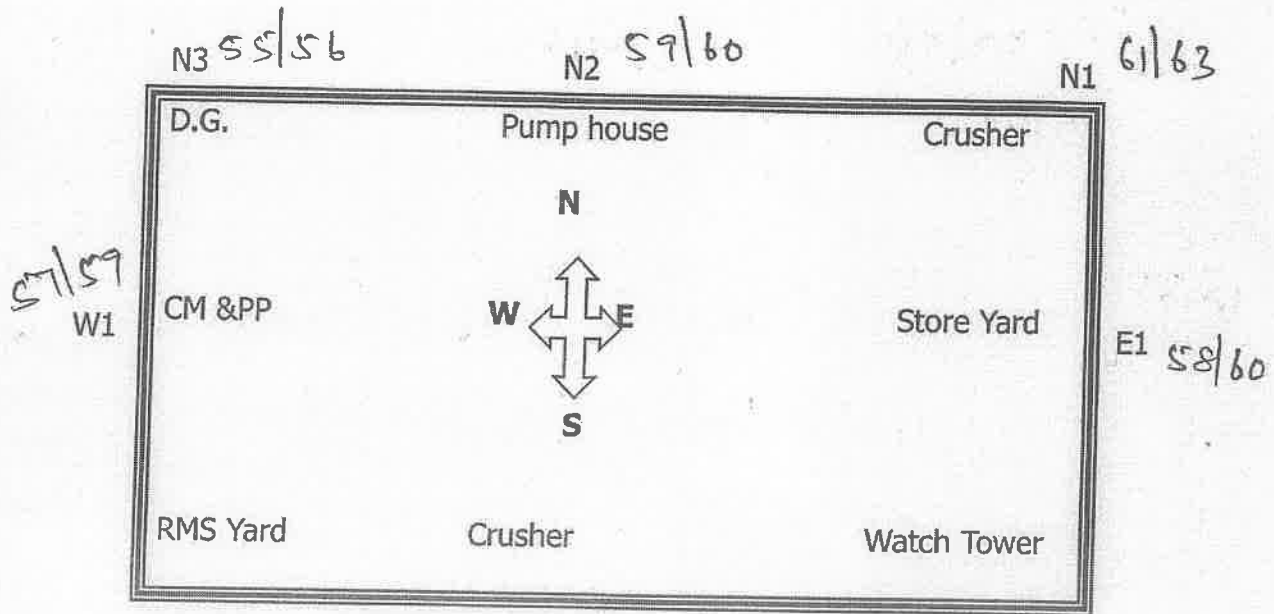 N3 55/56 N2 59/60 N1 61/63
D.G. Pump house Crusher
N
57/59
W1 CM &PP W E Store Yard E1 58/60
S
RMS Yard Crusher Watch Tower